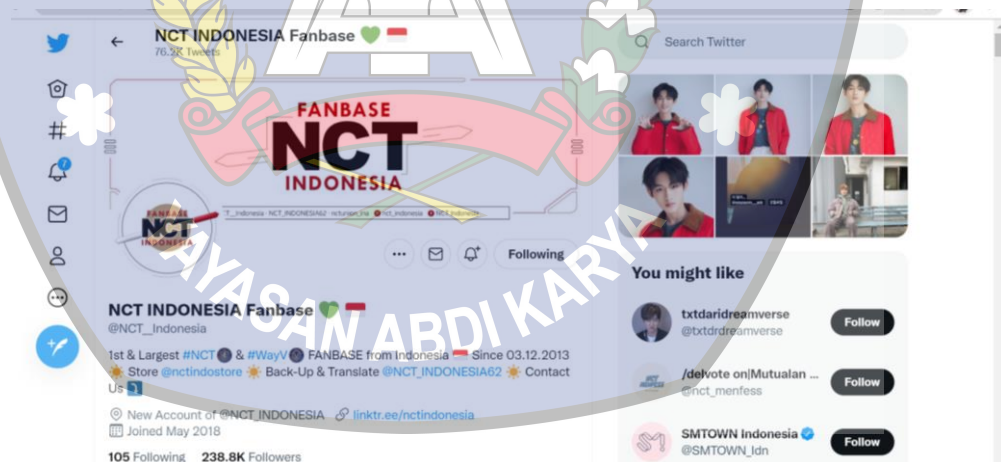 NCT INDONESIA Fanbase 💚 🇮🇩
76.5K Tweets
Search Twitter
FANBASE
NCT
INDONESIA
FANBASE
NCT
INDONESIA
Following
YAYASAN ABDI KARYA
You might like
NCT INDONESIA Fanbase 💚 🇮🇩
@NCT_Indonesia
1st & Largest #NCT & #WayV FANBASE from Indonesia 🇮🇩 Since 03.12.2013
☀️ Store @nctindostore ☀️ Back-Up & Translate @NCT_INDONESIA62 ☀️ Contact
Us ⤵️
New Account of @NCT_INDONESIA linktr.ee/nctindonesia
Joined May 2018
105 Following 238.8K Followers
txtdaridreamverse
@txtdrdreamverse
Follow
/delvote on|Mutualan ...
@nct_menfess
Follow
SMTOWN Indonesia
@SMTOWN_Idn
Follow